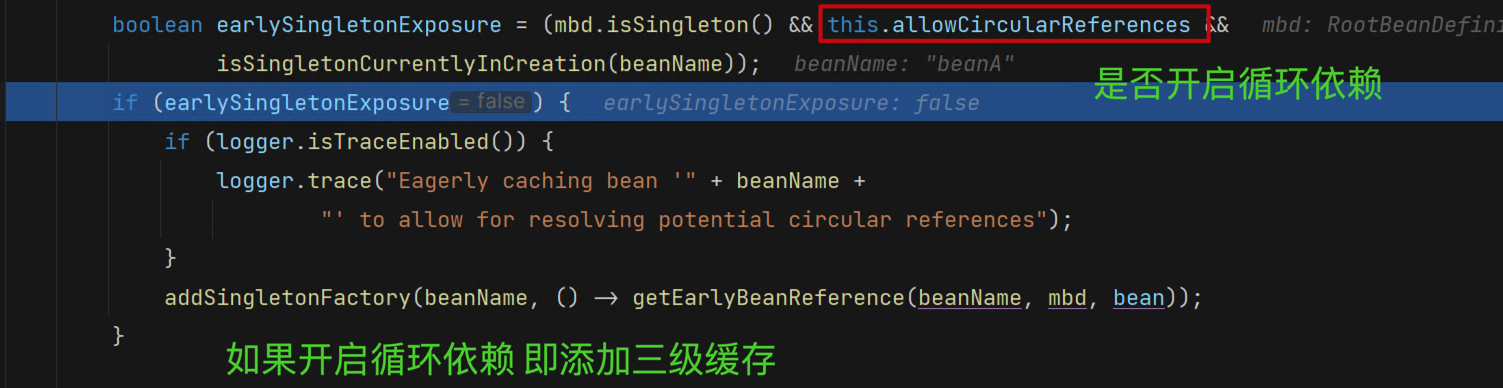 boolean earlySingletonExposure = (mbd.isSingleton() && this.allowCircularReferences && mbd: RootBeanDefini
isSingletonCurrentlyInCreation(beanName)); beanName: "beanA"
是否开启循环依赖
if (earlySingletonExposure = false ) { earlySingletonExposure: false
if (logger.isTraceEnabled()) {
logger.trace("Eagerly caching bean '" + beanName +
"' to allow for resolving potential circular references");
}
addSingletonFactory(beanName, () → getEarlyBeanReference(beanName, mbd, bean));
}
如果开启循环依赖 即添加三级缓存